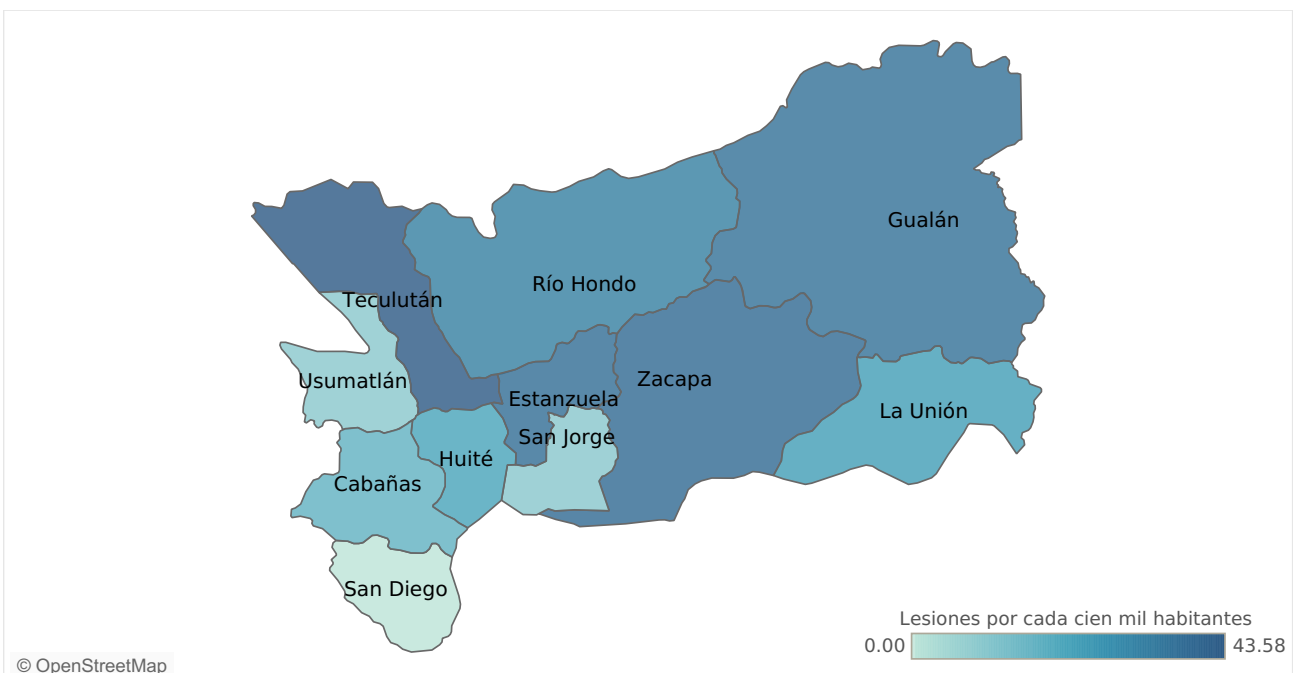 Gualán
Río Hondo
Teculután
Zacapa
Usumatlán
Estanzuela
La Unión
San Jorge
Huité
Cabañas
San Diego
Lesiones por cada cien mil habitantes
0.00 43.58
© OpenStreetMap